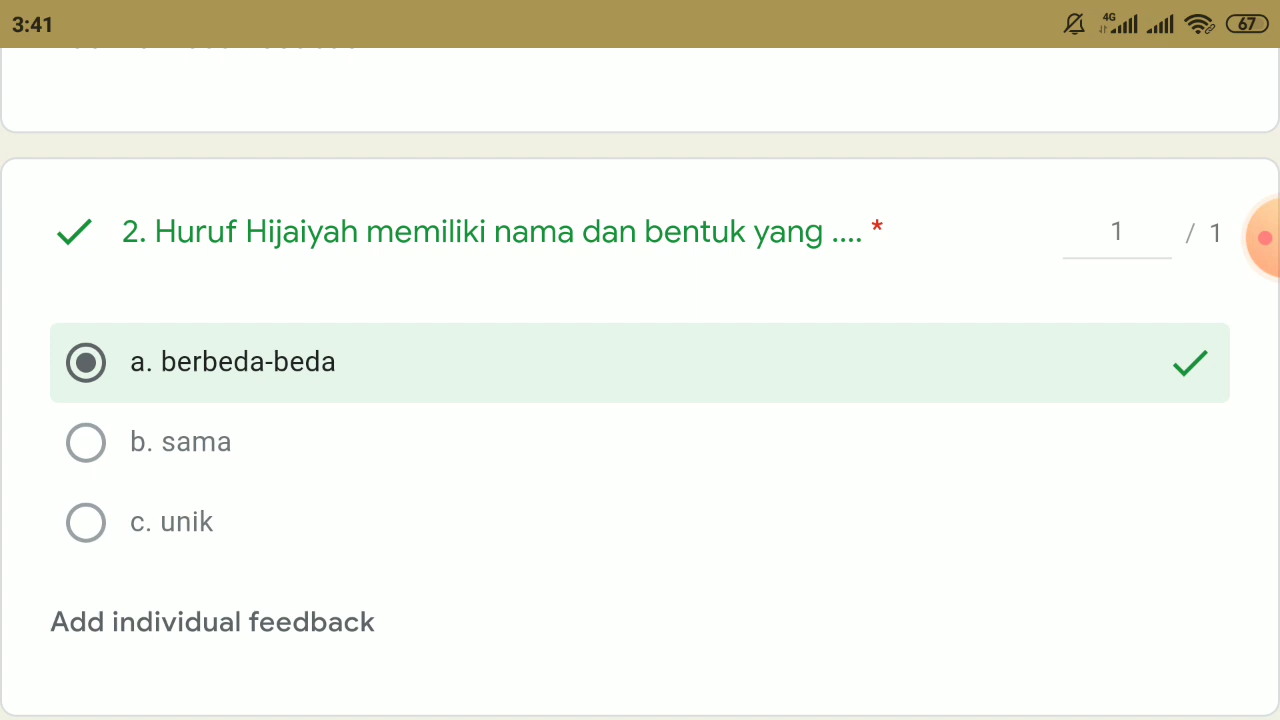 3:41
4G
67
2. Huruf Hijaiyah memiliki nama dan bentuk yang .... *
1 / 1
a. berbeda-beda
b. sama
c. unik
Add individual feedback